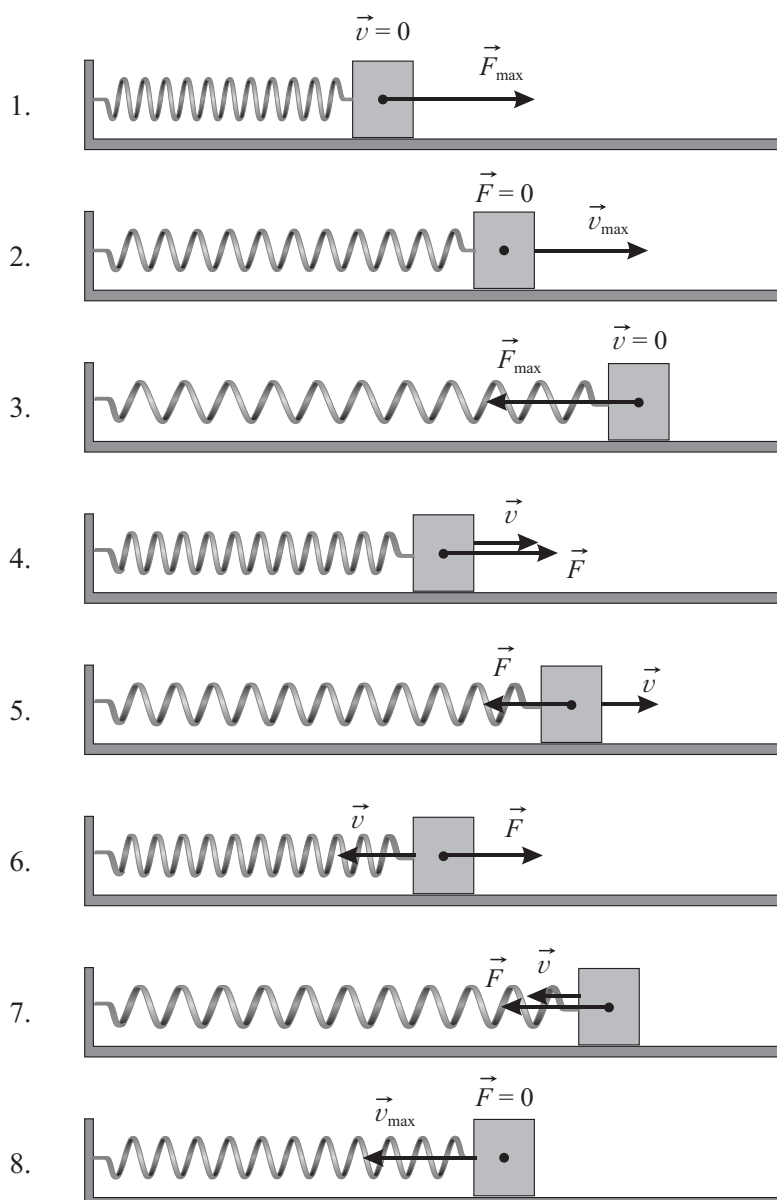 v⃗ = 0
F⃗max
1.
F⃗ = 0
v⃗max
2.
v⃗ = 0
F⃗max
3.
v⃗
4.
F⃗
F⃗
v⃗
5.
v⃗
F⃗
6.
v⃗
F⃗
7.
F⃗ = 0
v⃗max
8.